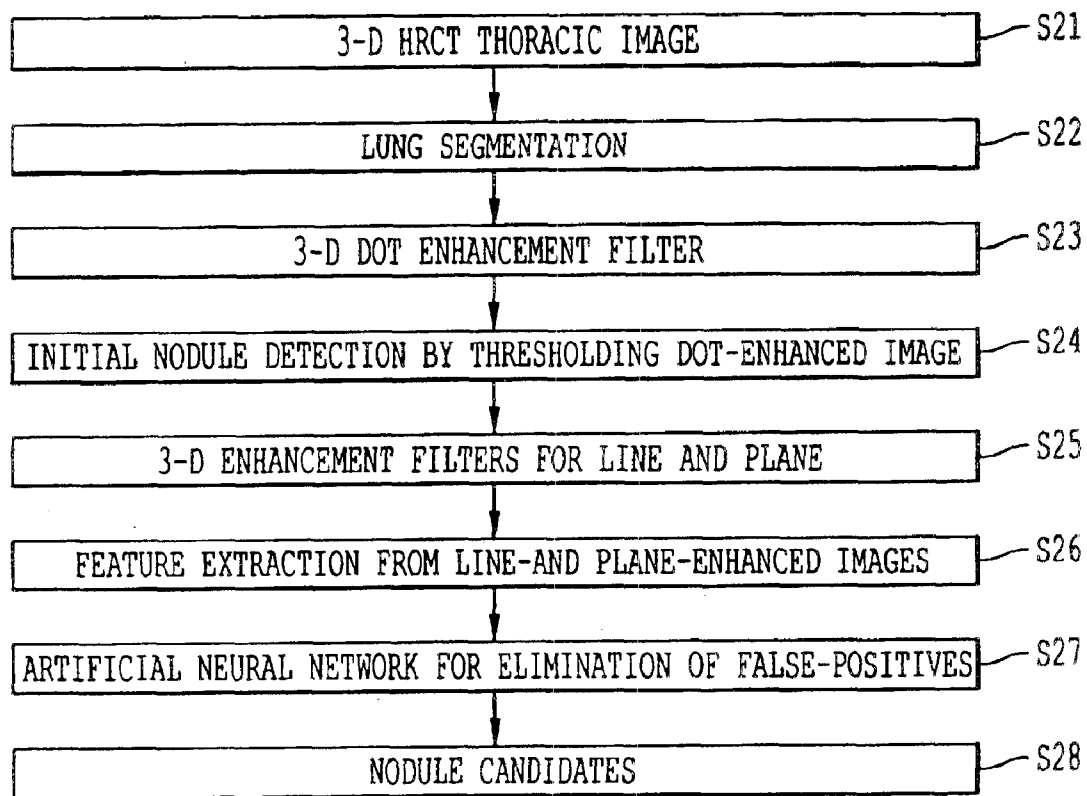 3-D HRCT THORACIC IMAGE S21
LUNG SEGMENTATION S22
3-D DOT ENHANCEMENT FILTER S23
INITIAL NODULE DETECTION BY THRESHOLDING DOT-ENHANCED IMAGE S24
3-D ENHANCEMENT FILTERS FOR LINE AND PLANE S25
FEATURE EXTRACTION FROM LINE-AND PLANE-ENHANCED IMAGES S26
ARTIFICIAL NEURAL NETWORK FOR ELIMINATION OF FALSE-POSITIVES S27
NODULE CANDIDATES S28